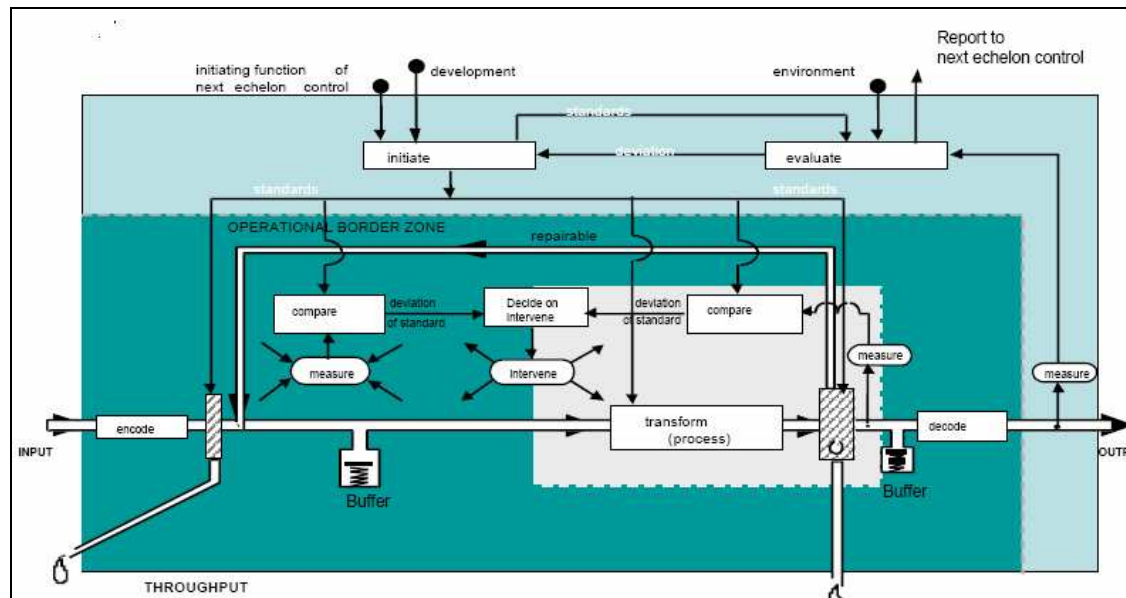 Report to
next echelon control
initiating function of
next echelon control
development
environment
standards
initiate
deviation
evaluate
standards
standards
OPERATIONAL BORDER ZONE
repairable
compare
deviation
of standard
Decide on
Intervene
deviation
of standard
compare
measure
Intervene
measure
measure
encode
transform
(process)
decode
INPUT
OUTP
Buffer
Buffer
THROUGHPUT